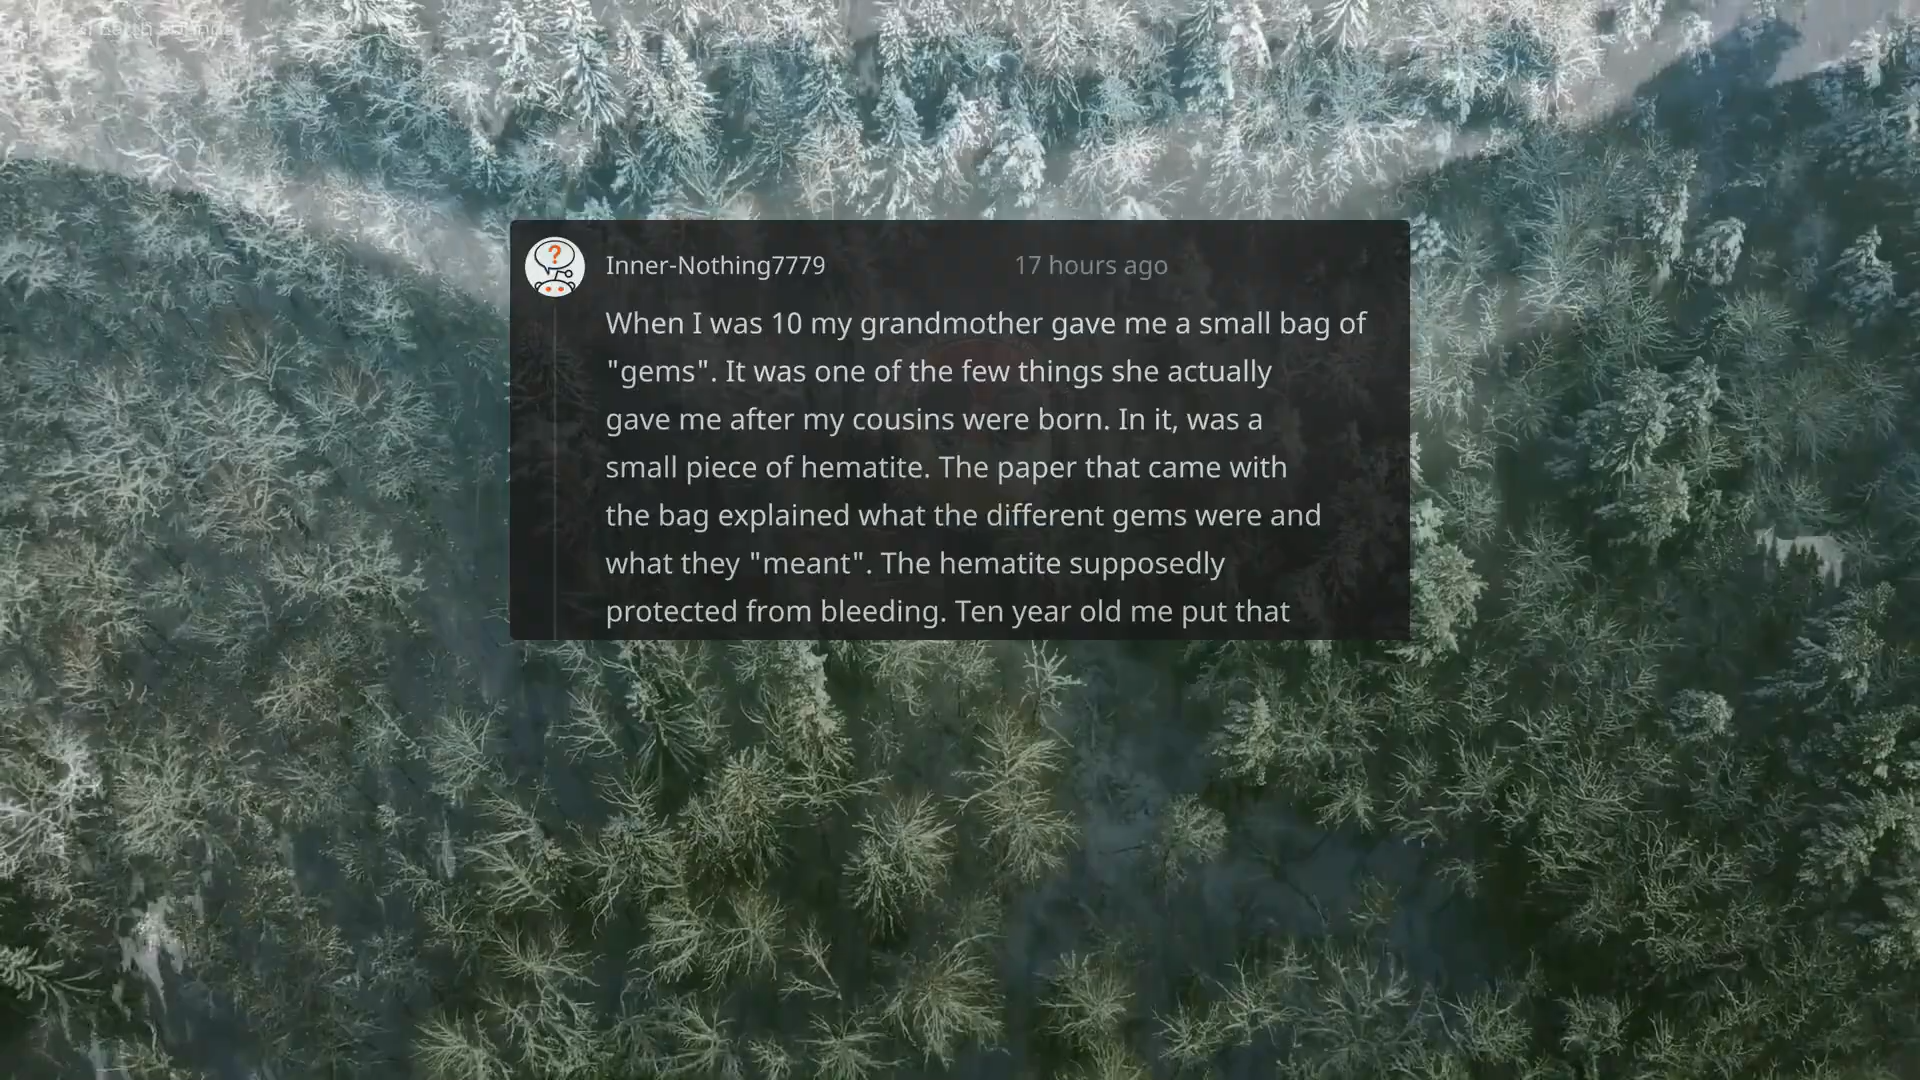 Inner-Nothing7779 17 hours ago
When I was 10 my grandmother gave me a small bag of
"gems". It was one of the few things she actually
gave me after my cousins were born. In it, was a
small piece of hematite. The paper that came with
the bag explained what the different gems were and
what they "meant". The hematite supposedly
protected from bleeding. Ten year old me put that